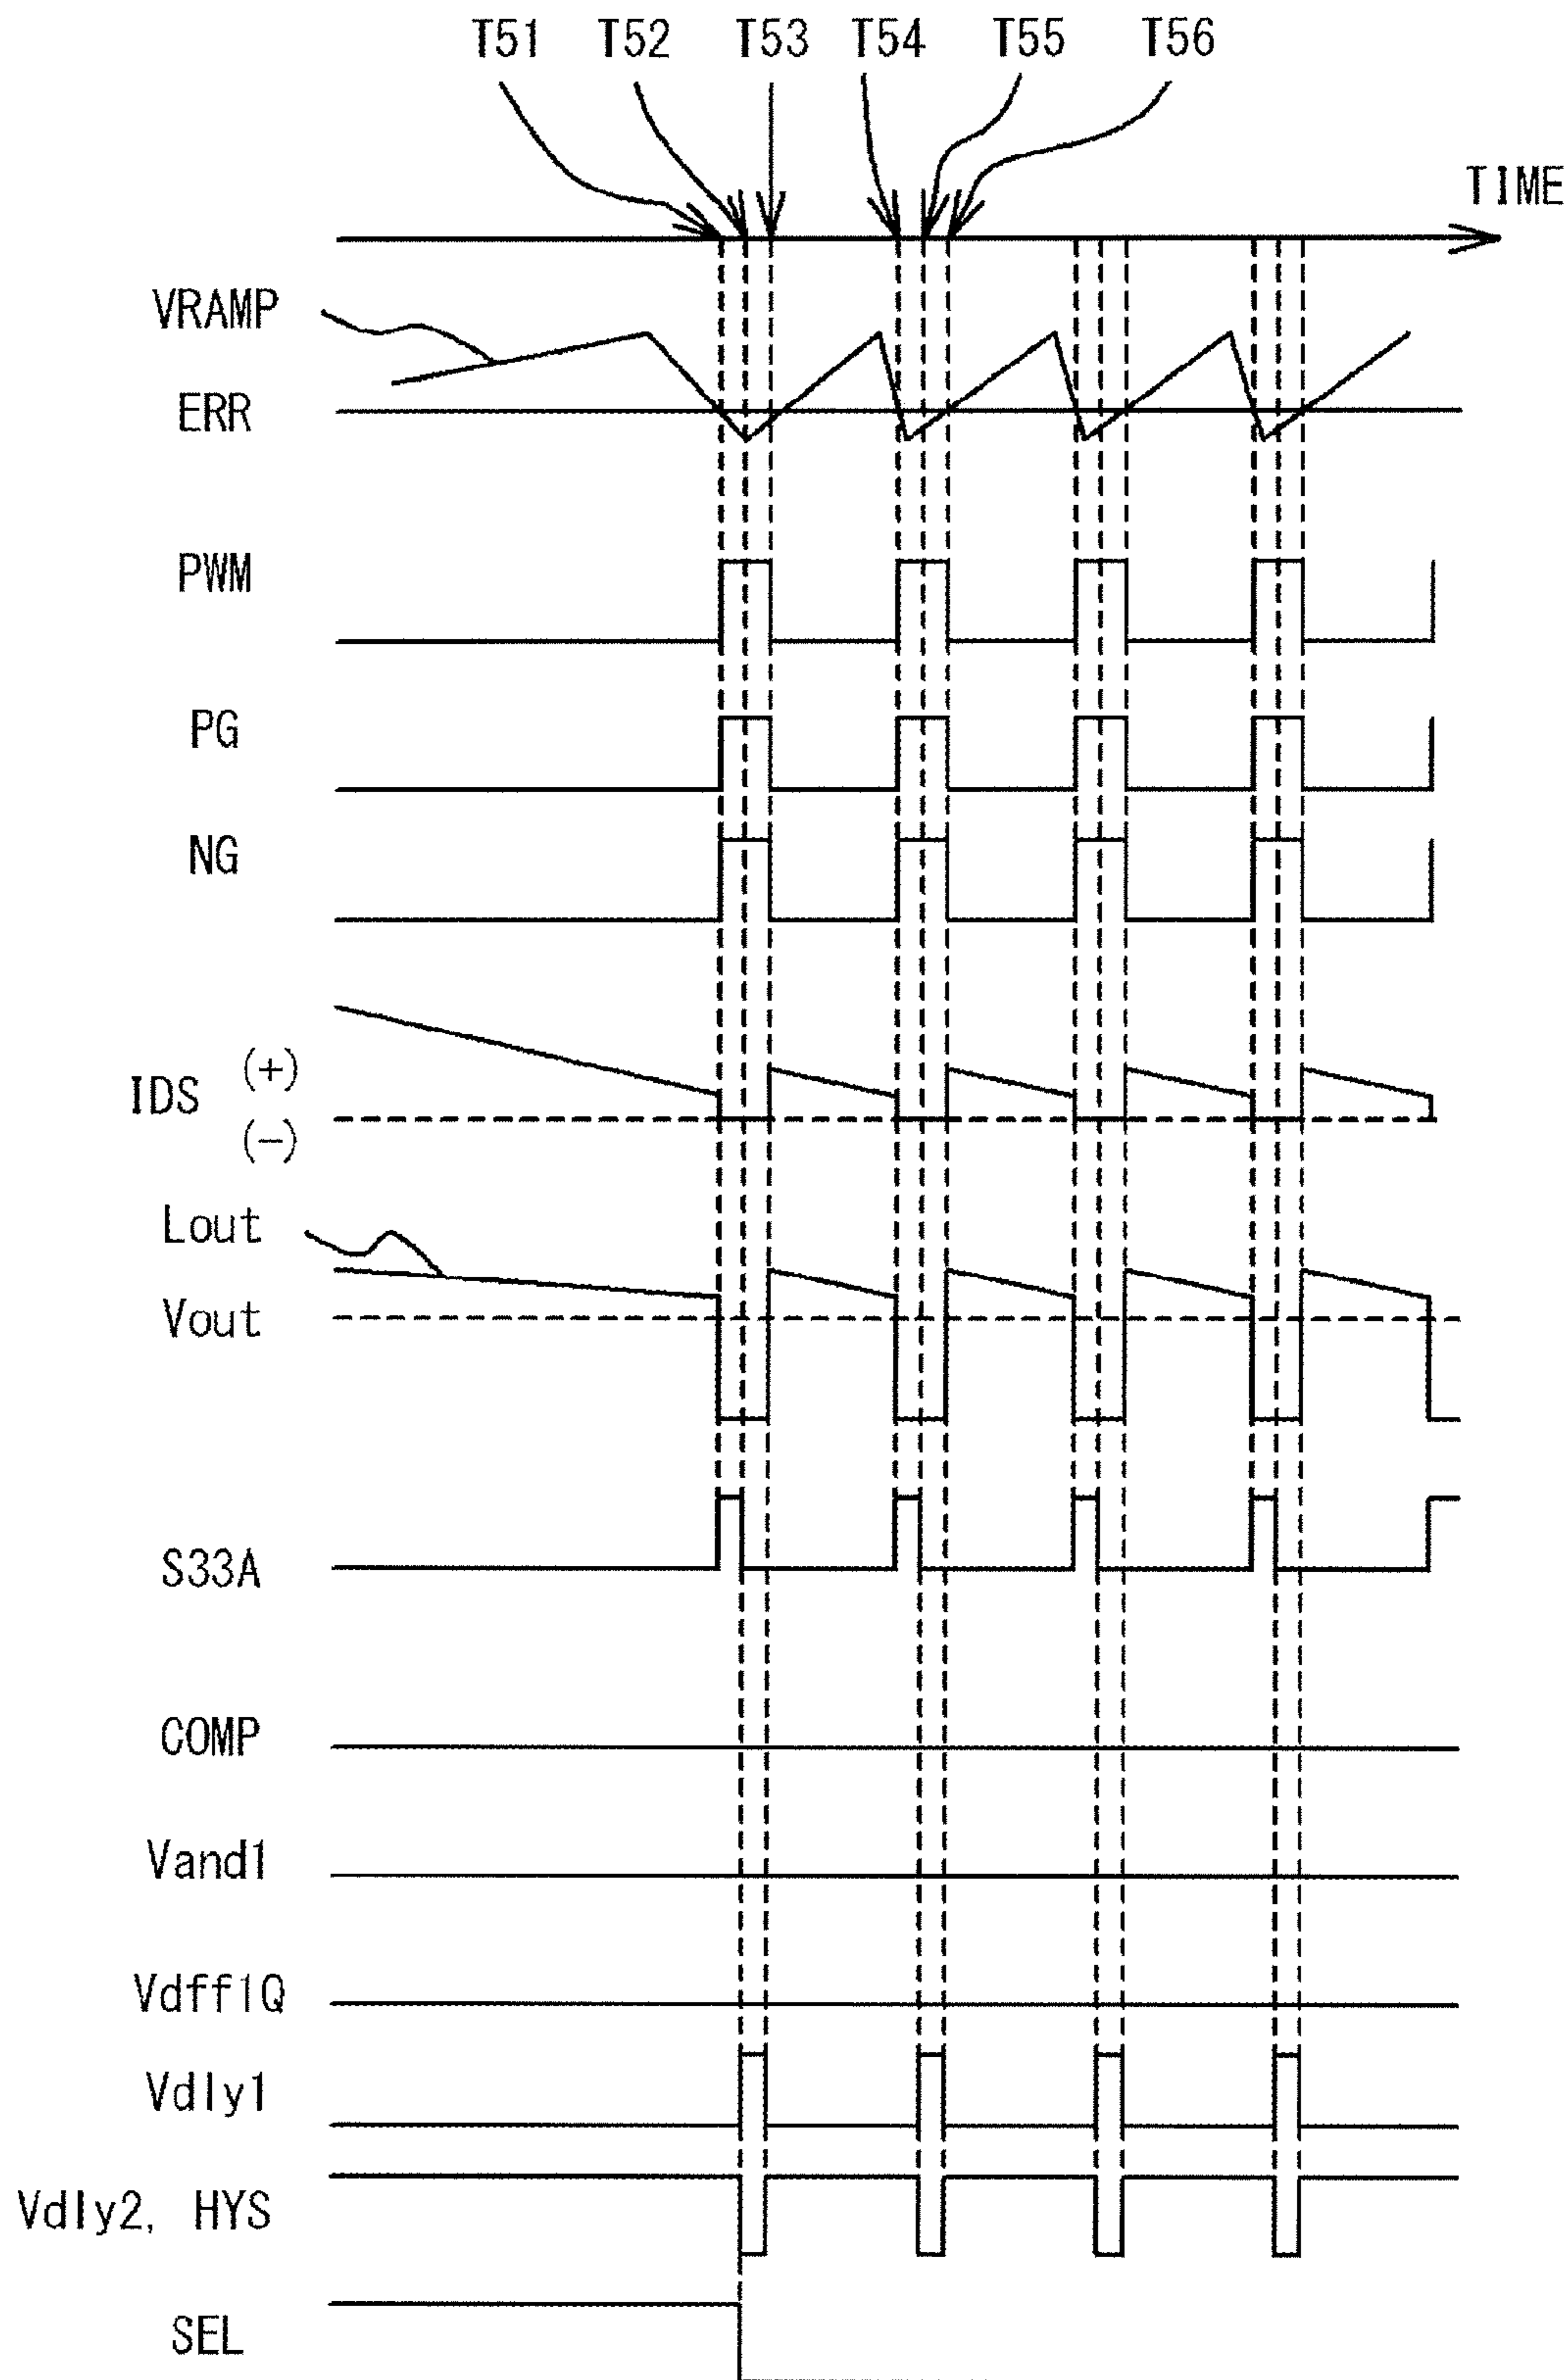 T51 T52 T53 T54 T55 T56
TIME
VRAMP
ERR
PWM
PG
NG
(+)
IDS
(-)
Lout
Vout
S33A
COMP
Vand1
Vdff1Q
Vdly1
Vdly2, HYS
SEL